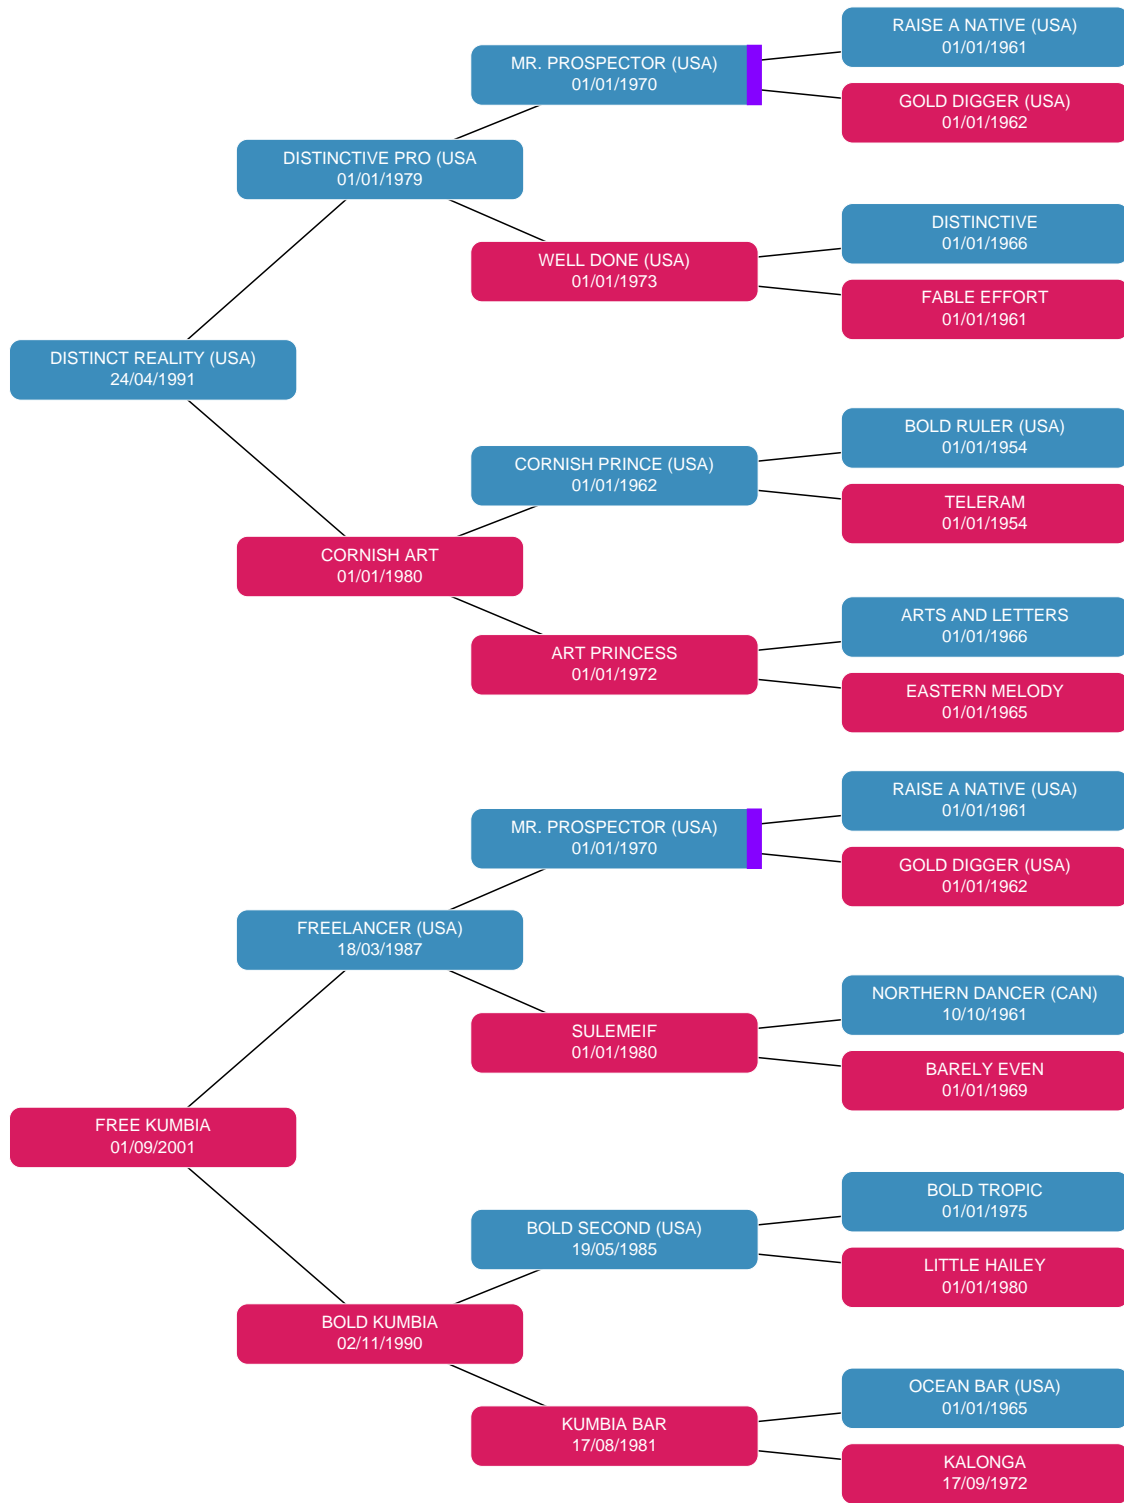 RAISE A NATIVE (USA)
01/01/1961
MR. PROSPECTOR (USA)
01/01/1970
GOLD DIGGER (USA)
01/01/1962
DISTINCTIVE PRO (USA
01/01/1979
DISTINCTIVE
01/01/1966
WELL DONE (USA)
01/01/1973
FABLE EFFORT
01/01/1961
DISTINCT REALITY (USA)
24/04/1991
BOLD RULER (USA)
01/01/1954
CORNISH PRINCE (USA)
01/01/1962
TELERAM
01/01/1954
CORNISH ART
01/01/1980
ARTS AND LETTERS
01/01/1966
ART PRINCESS
01/01/1972
EASTERN MELODY
01/01/1965
RAISE A NATIVE (USA)
01/01/1961
MR. PROSPECTOR (USA)
01/01/1970
GOLD DIGGER (USA)
01/01/1962
FREELANCER (USA)
18/03/1987
NORTHERN DANCER (CAN)
10/10/1961
SULEMEIF
01/01/1980
BARELY EVEN
01/01/1969
FREE KUMBIA
01/09/2001
BOLD TROPIC
01/01/1975
BOLD SECOND (USA)
19/05/1985
LITTLE HAILEY
01/01/1980
BOLD KUMBIA
02/11/1990
OCEAN BAR (USA)
01/01/1965
KUMBIA BAR
17/08/1981
KALONGA
17/09/1972